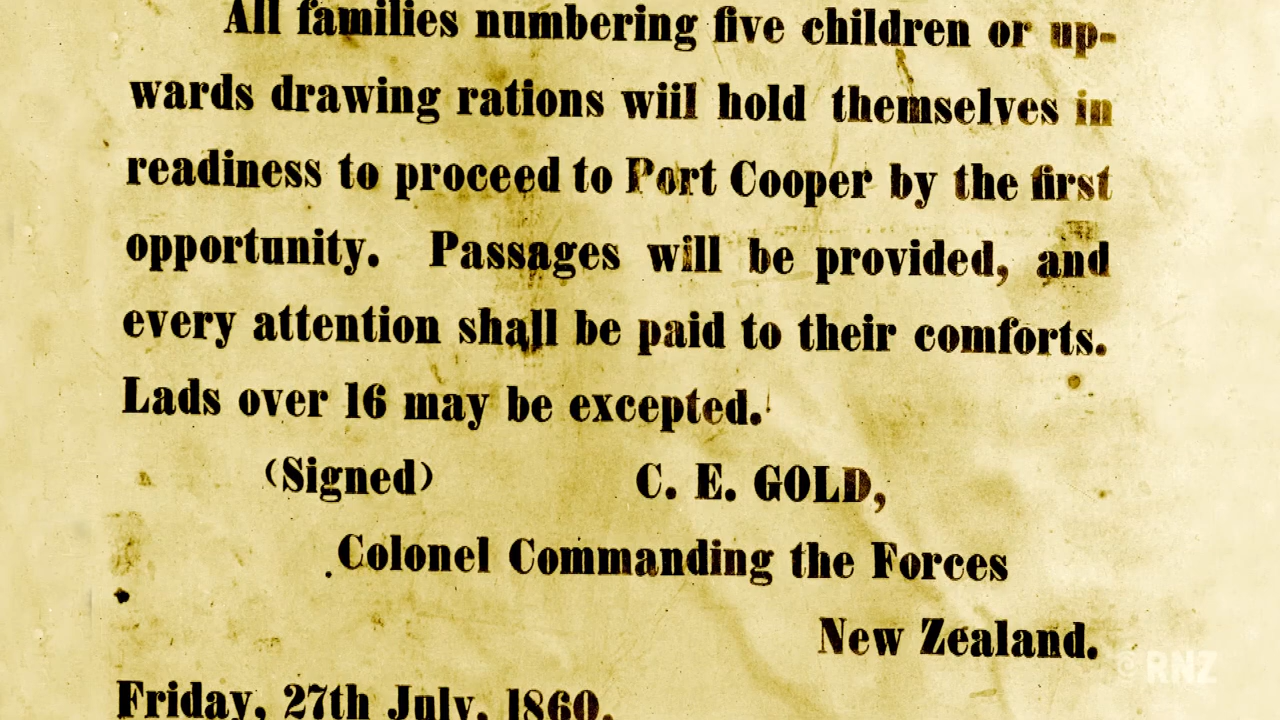 All families numbering five children or up-
wards drawing rations wiil hold themselves in
readiness to proceed to Port Cooper by the first
opportunity. Passages will be provided, and
every attention shall be paid to their comforts.
Lads over 16 may be excepted.
(Signed) C. E. GOLD,
Colonel Commanding the Forces
New Zealand.
© RNZ
Friday, 27th July, 1860.